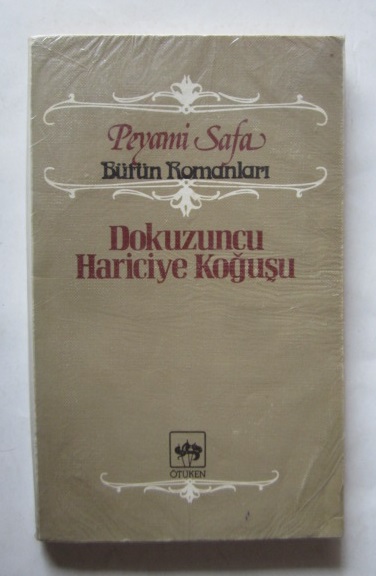 Peyami Safa
Bütün Romanları
Dokuzuncu
Hariciye Koğuşu
ÖTÜKEN